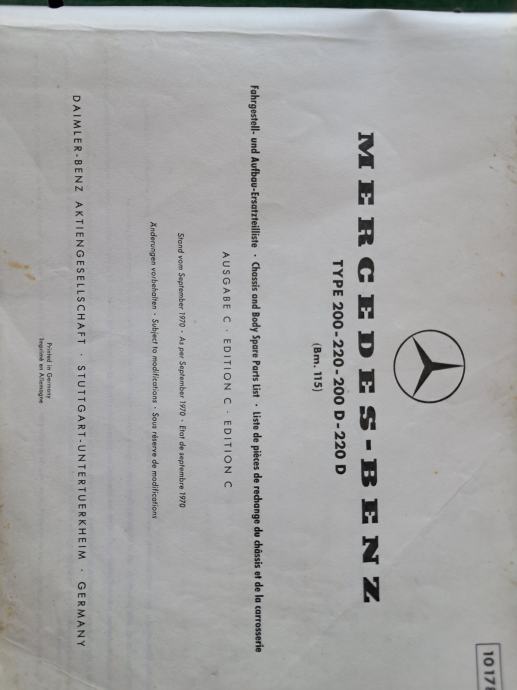 1017
MERCEDES-BENZ
TYPE 200-220-200 D-220 D
(Bm. 115)
Fahrgestell- und Aufbau-Ersatzteilliste · Chassis and Body Spare Parts List · Liste de pièces de rechange du châssis et de la carrosserie
AUSGABE C · EDITION C · EDITION C
Stand vom September 1970 · As per September 1970 · Etat de septembre 1970
Änderungen vorbehalten · Subject to modifications · Sous réserve de modifications
DAIMLER-BENZ AKTIENGESELLSCHAFT · STUTTGART-UNTERTUERKHEIM · GERMANY
Printed in Germany
Imprimé en Allemagne